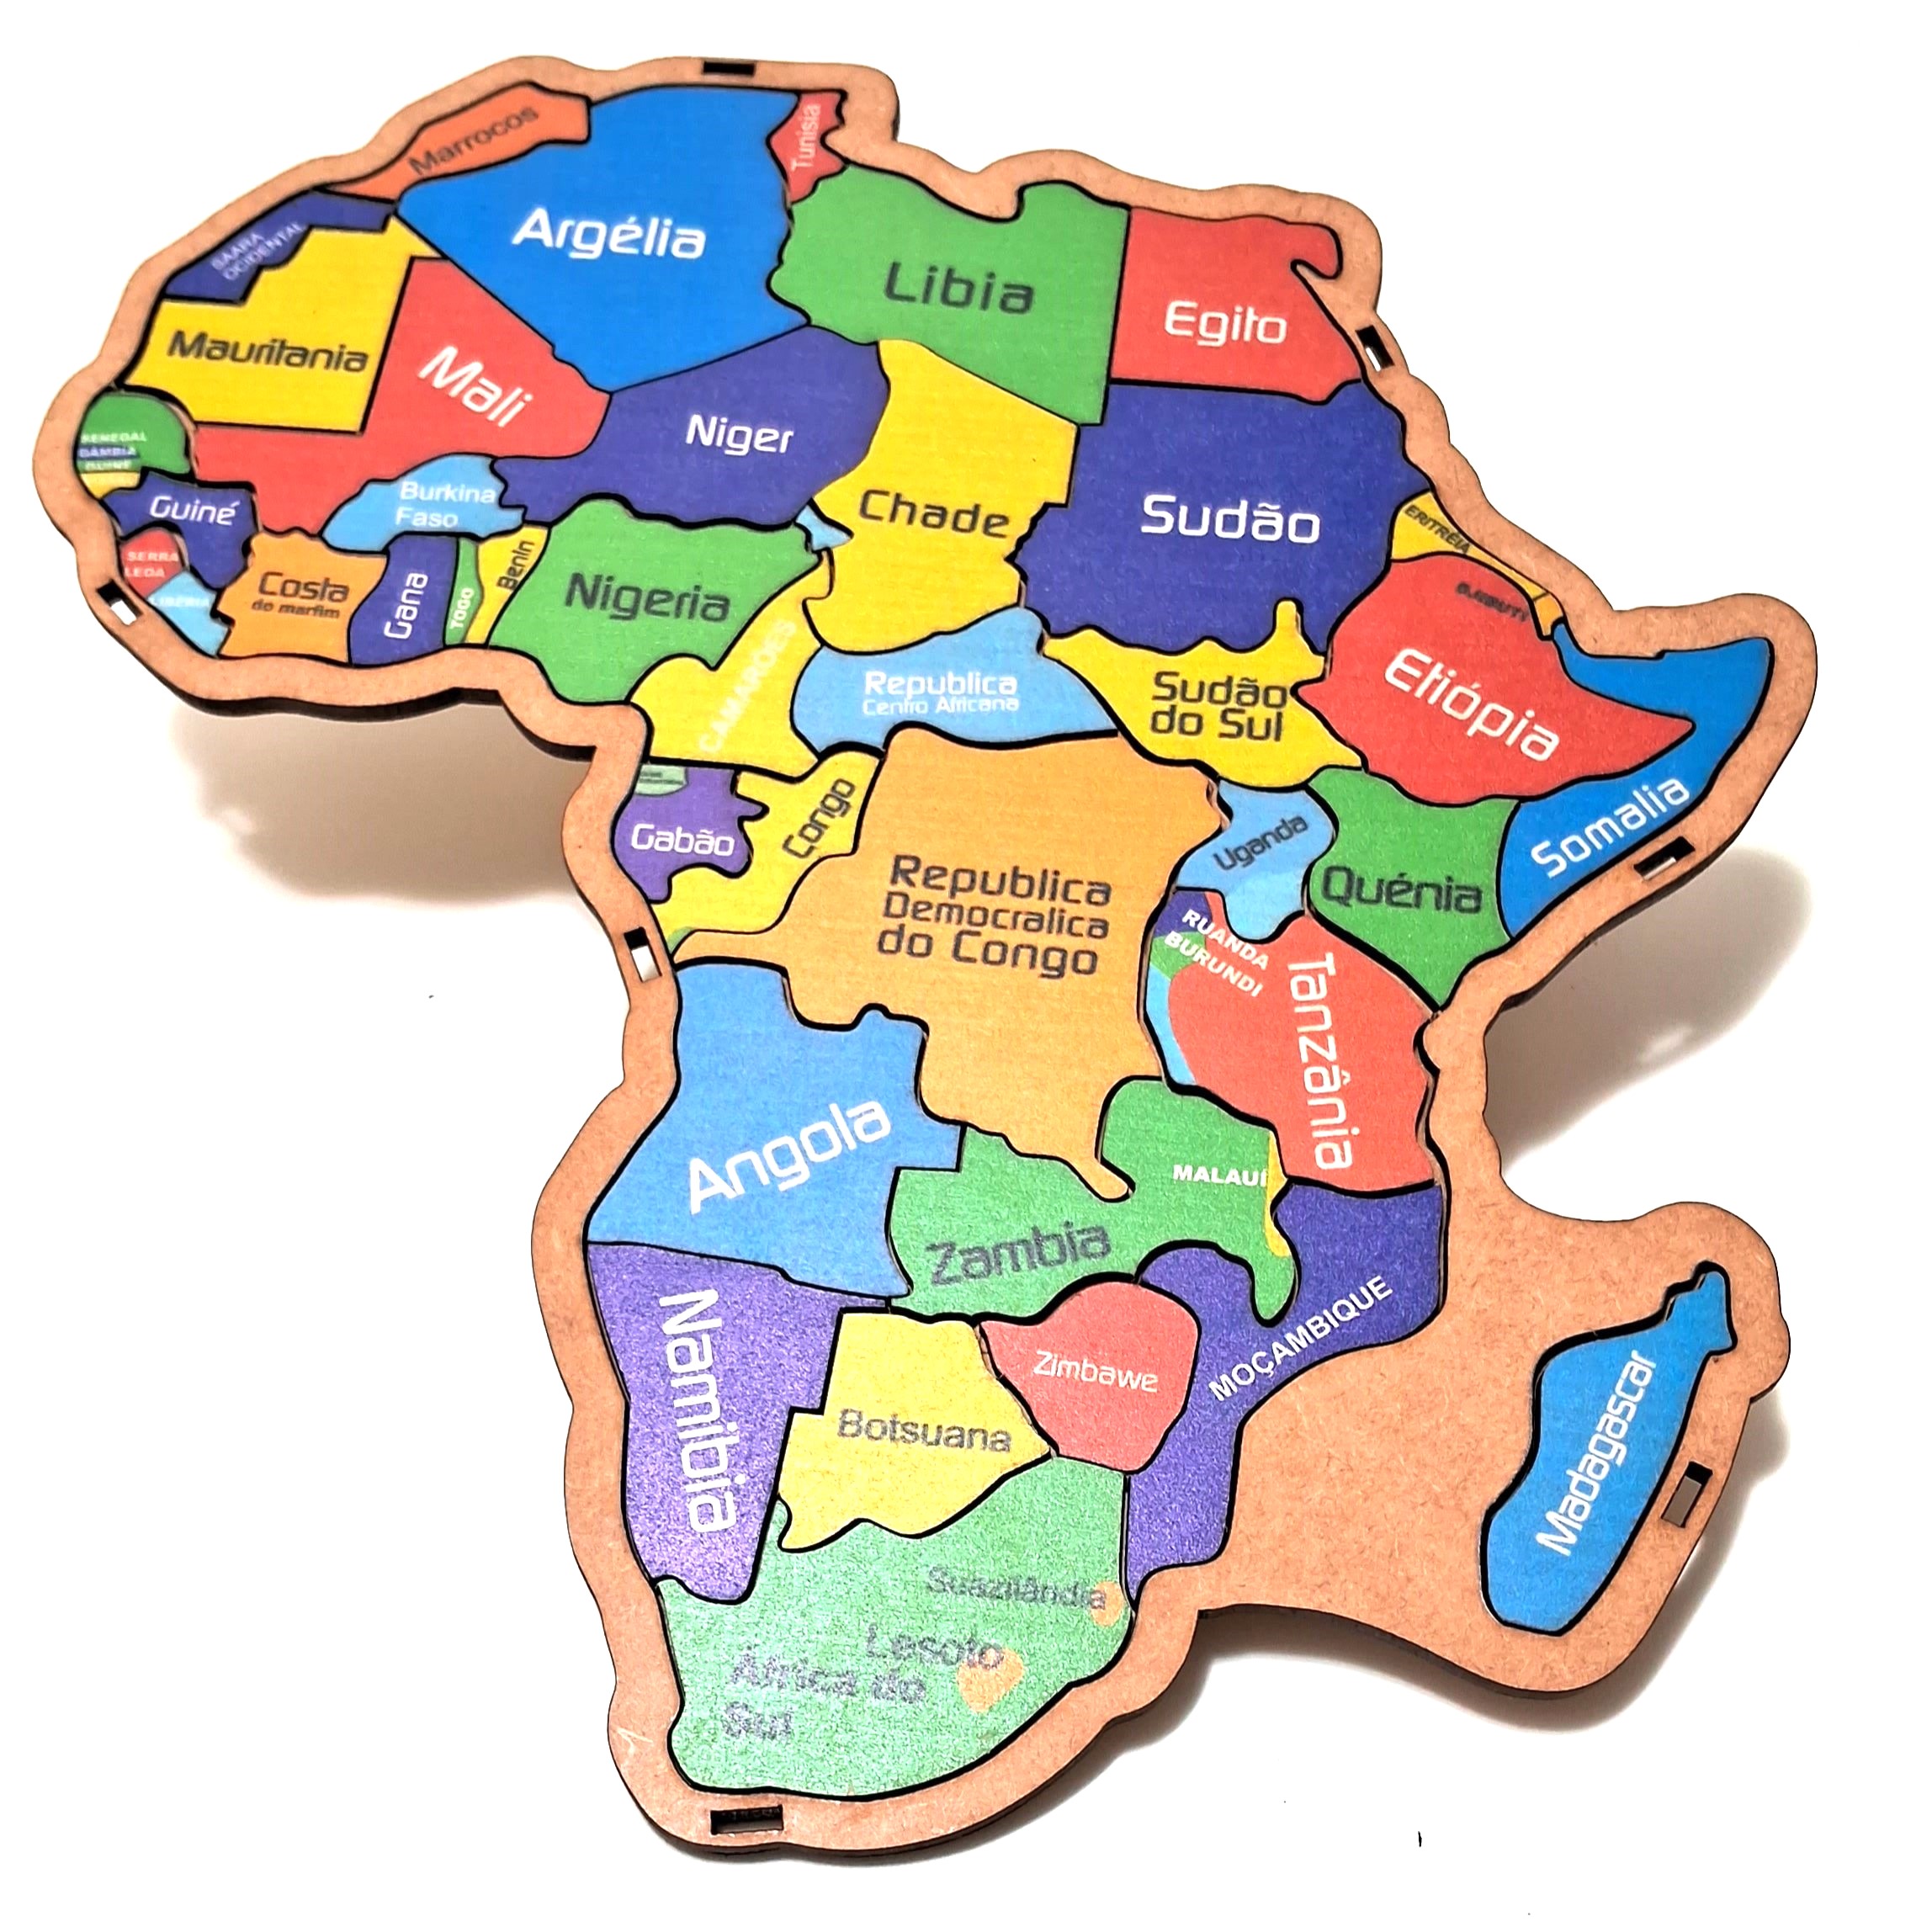 Marrocos
Argélia
Tunisia
Libia
Egito
SAARA
OCIDENTAL
Mauritania
Mali
Niger
Chade
Sudão
ERITRÉIA
SENEGAL
GÂMBIA
GUINÉ
Guiné
Burkina
Faso
SERRA
LEOA
LIBÉRIA
Costa
do marfim
Gana
TOGO
Benin
Nigeria
CAMARÕES
Republica
Centro Africana
Sudão
do Sul
DJIBUTI
Etiópia
Somalia
Gabão
Congo
Republica
Democratica
do Congo
Uganda
Quénia
RUANDA
BURUNDI
Tanzânia
Angola
Zambia
MALAUÍ
MOÇAMBIQUE
Namibia
Botsuana
Zimbawe
Madagascar
Suazilândia
Lesoto
África do
Sul